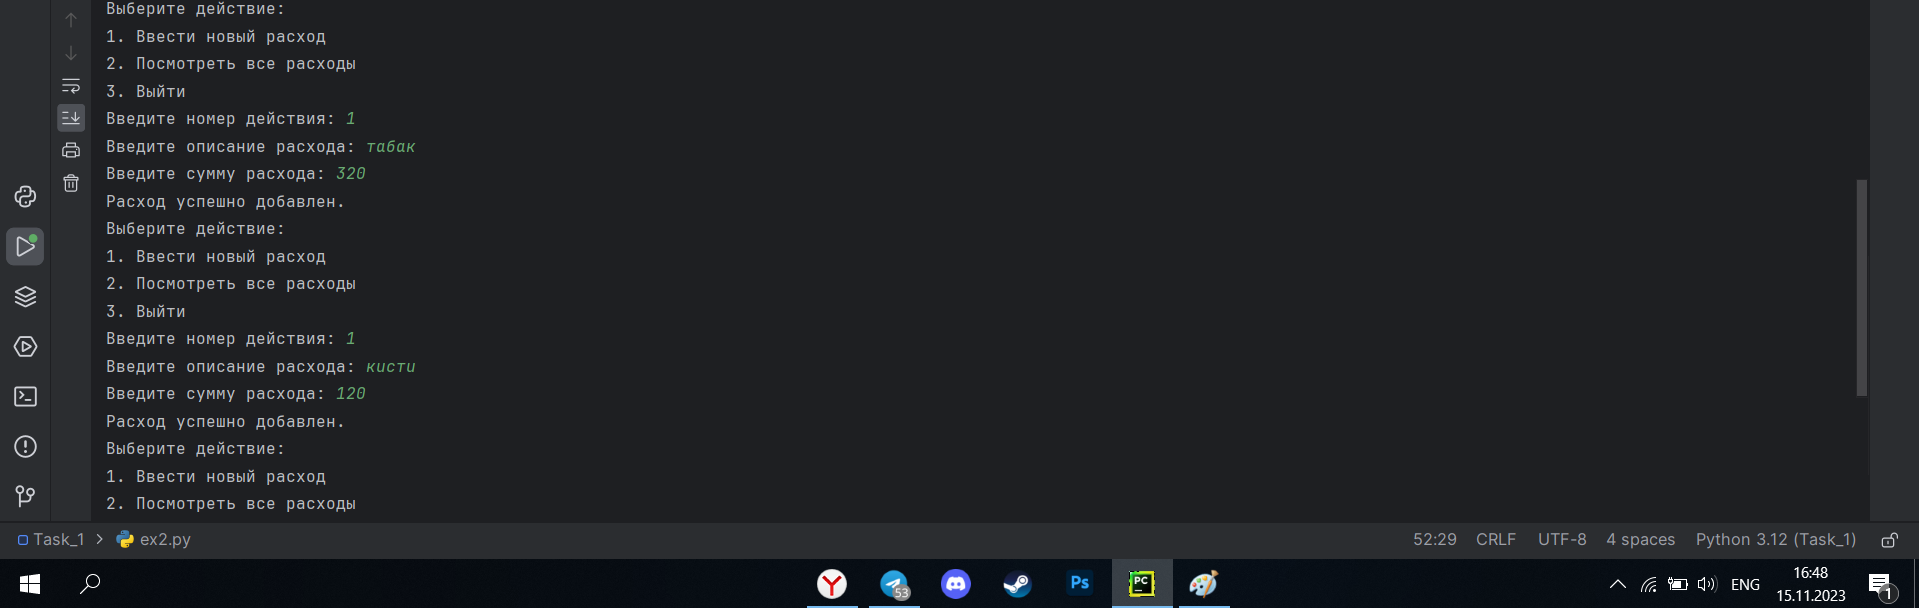 Выберите действие:
1. Ввести новый расход
2. Посмотреть все расходы
3. Выйти
Введите номер действия: 1
Введите описание расхода: табак
Введите сумму расхода: 320
Расход успешно добавлен.
Выберите действие:
1. Ввести новый расход
2. Посмотреть все расходы
3. Выйти
Введите номер действия: 1
Введите описание расхода: кисти
Введите сумму расхода: 120
Расход успешно добавлен.
Выберите действие:
1. Ввести новый расход
2. Посмотреть все расходы
Task_1 > ex2.py 52:29 CRLF UTF-8 4 spaces Python 3.12 (Task_1)
Y 53 Ps PC ENG 16:48 1
15.11.2023